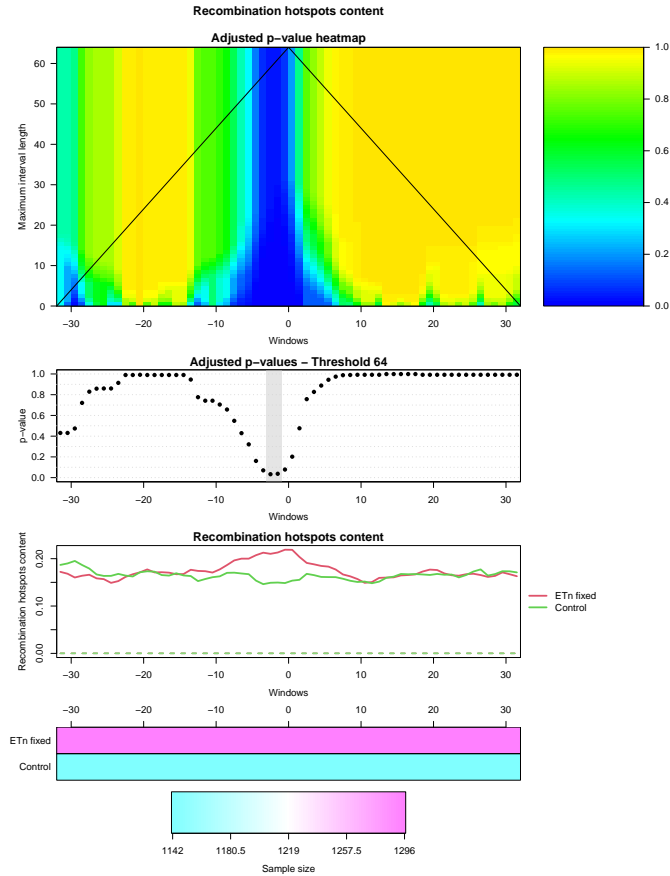 Recombination hotspots content
Adjusted p-value heatmap
Maximum interval length
60
50
40
30
20
10
0
−30 −20 −10 0 10 20 30
Windows
1.0
0.8
0.6
0.4
0.2
0.0
Adjusted p-values − Threshold 64
p-value
1.0
0.8
0.6
0.4
0.2
0.0
−30 −20 −10 0 10 20 30
Windows
Recombination hotspots content
Recombination hotspots content
0.20
0.10
0.00
−30 −20 −10 0 10 20 30
Windows
ETn fixed
Control
−30 −20 −10 0 10 20 30
ETn fixed
Control
1142 1180.5 1219 1257.5 1296
Sample size